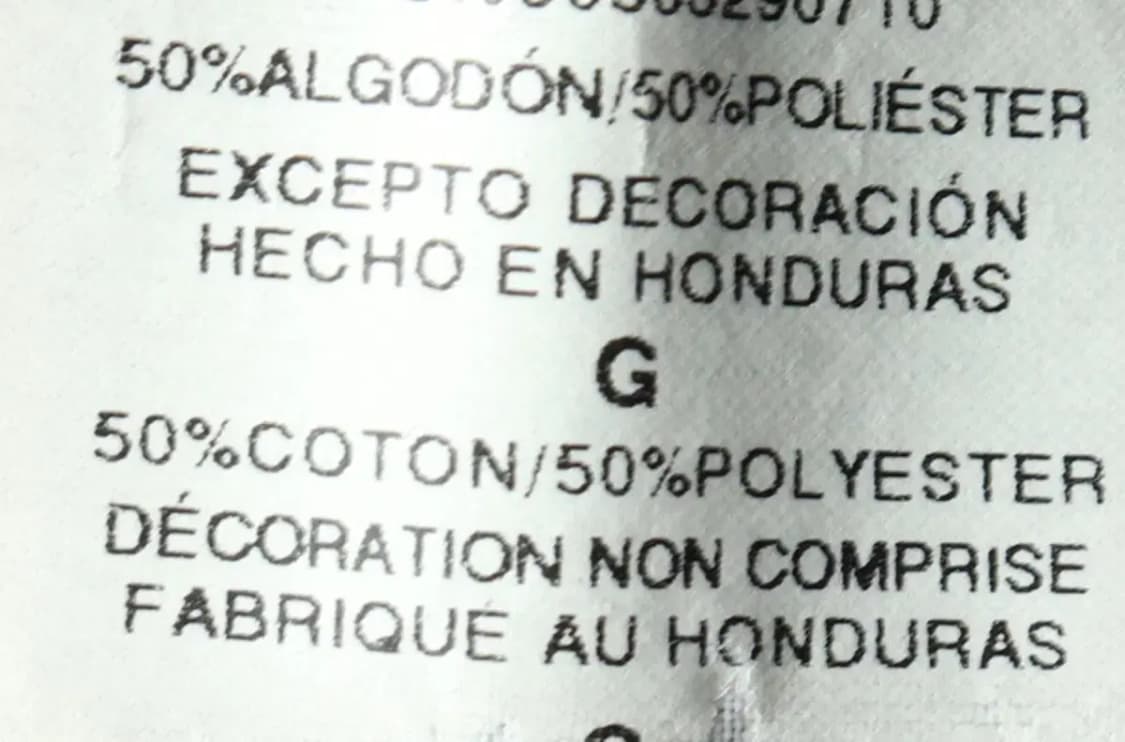 50%ALGODÓN/50%POLIÉSTER
EXCEPTO DECORACIÓN
HECHO EN HONDURAS
G
50%COTON/50%POLYESTER
DÉCORATION NON COMPRISE
FABRIQUÉ AU HONDURAS